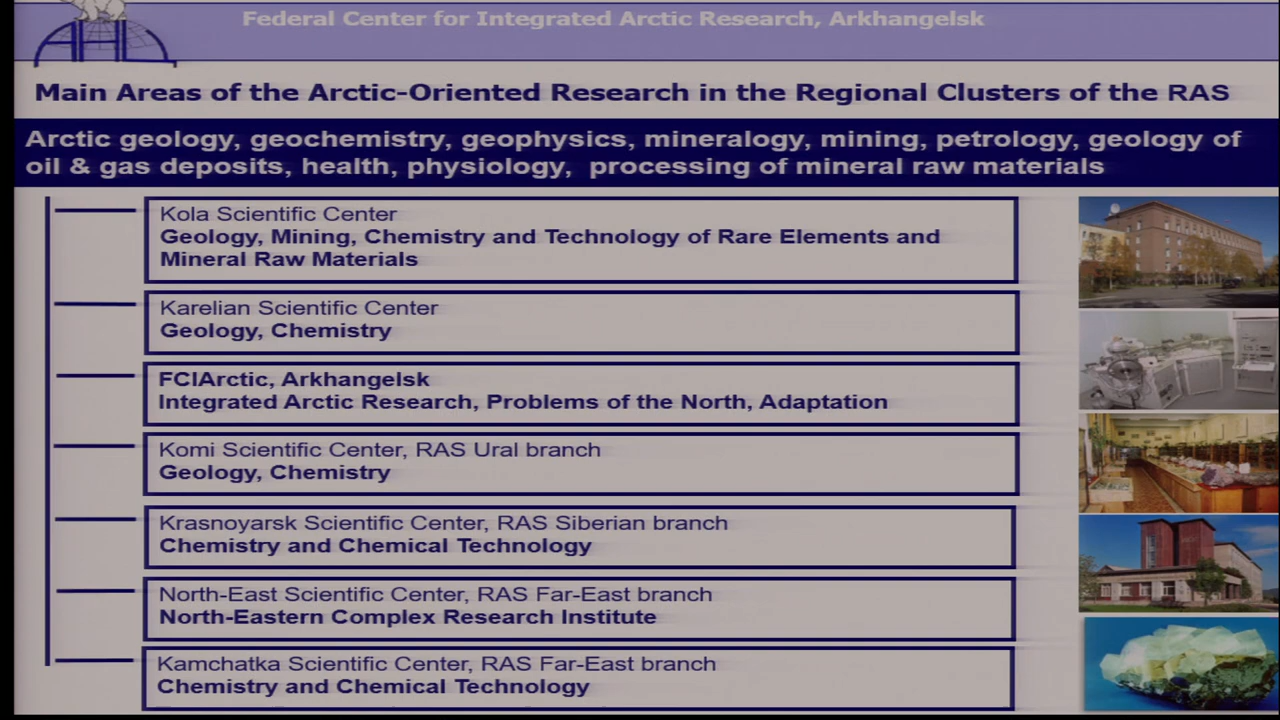 Federal Center for Integrated Arctic Research, Arkhangelsk
Main Areas of the Arctic-Oriented Research in the Regional Clusters of the RAS
Arctic geology, geochemistry, geophysics, mineralogy, mining, petrology, geology of
oil & gas deposits, health, physiology, processing of mineral raw materials
Kola Scientific Center
Geology, Mining, Chemistry and Technology of Rare Elements and
Mineral Raw Materials
Karelian Scientific Center
Geology, Chemistry
FCIArctic, Arkhangelsk
Integrated Arctic Research, Problems of the North, Adaptation
Komi Scientific Center, RAS Ural branch
Geology, Chemistry
Krasnoyarsk Scientific Center, RAS Siberian branch
Chemistry and Chemical Technology
North-East Scientific Center, RAS Far-East branch
North-Eastern Complex Research Institute
Kamchatka Scientific Center, RAS Far-East branch
Chemistry and Chemical Technology